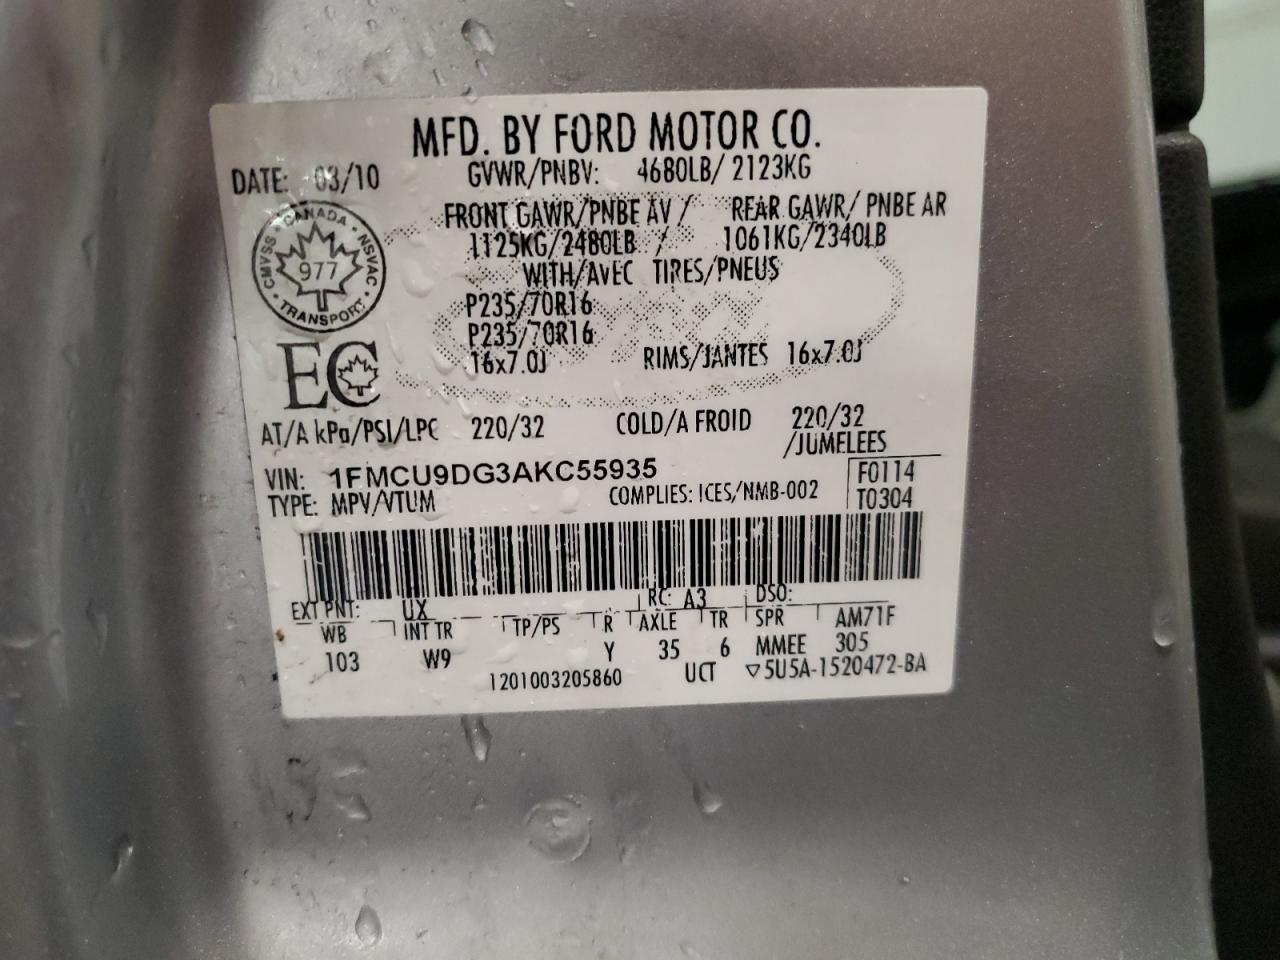 MFD. BY FORD MOTOR CO.
DATE: 03/10
GVWR/PNBV: 4680LB/ 2123KG
FRONT GAWR/PNBE AV / REAR GAWR/ PNBE AR
1125KG/2480LB / 1061KG/2340LB
WITH/AVEC TIRES/PNEUS
P235/70R16
P235/70R16
16x7.0J RIMS/JANTES 16x7.0J
CANADA
CMVSS 977 NSVAC
TRANSPORT
EC
AT/A kPa/PSI/LPC 220/32 COLD/A FROID 220/32
/JUMELEES
VIN: 1FMCU9DG3AKC55935 F0114
TYPE: MPV/VTUM COMPLIES: ICES/NMB-002 T0304
EXT PNT: UX RC: A3 DSO:
WB INT TR TP/PS R AXLE TR SPR AM71F
103 W9 Y 35 6 MMEE 305
1201003205860 UCT ▽5U5A-1520472-BA